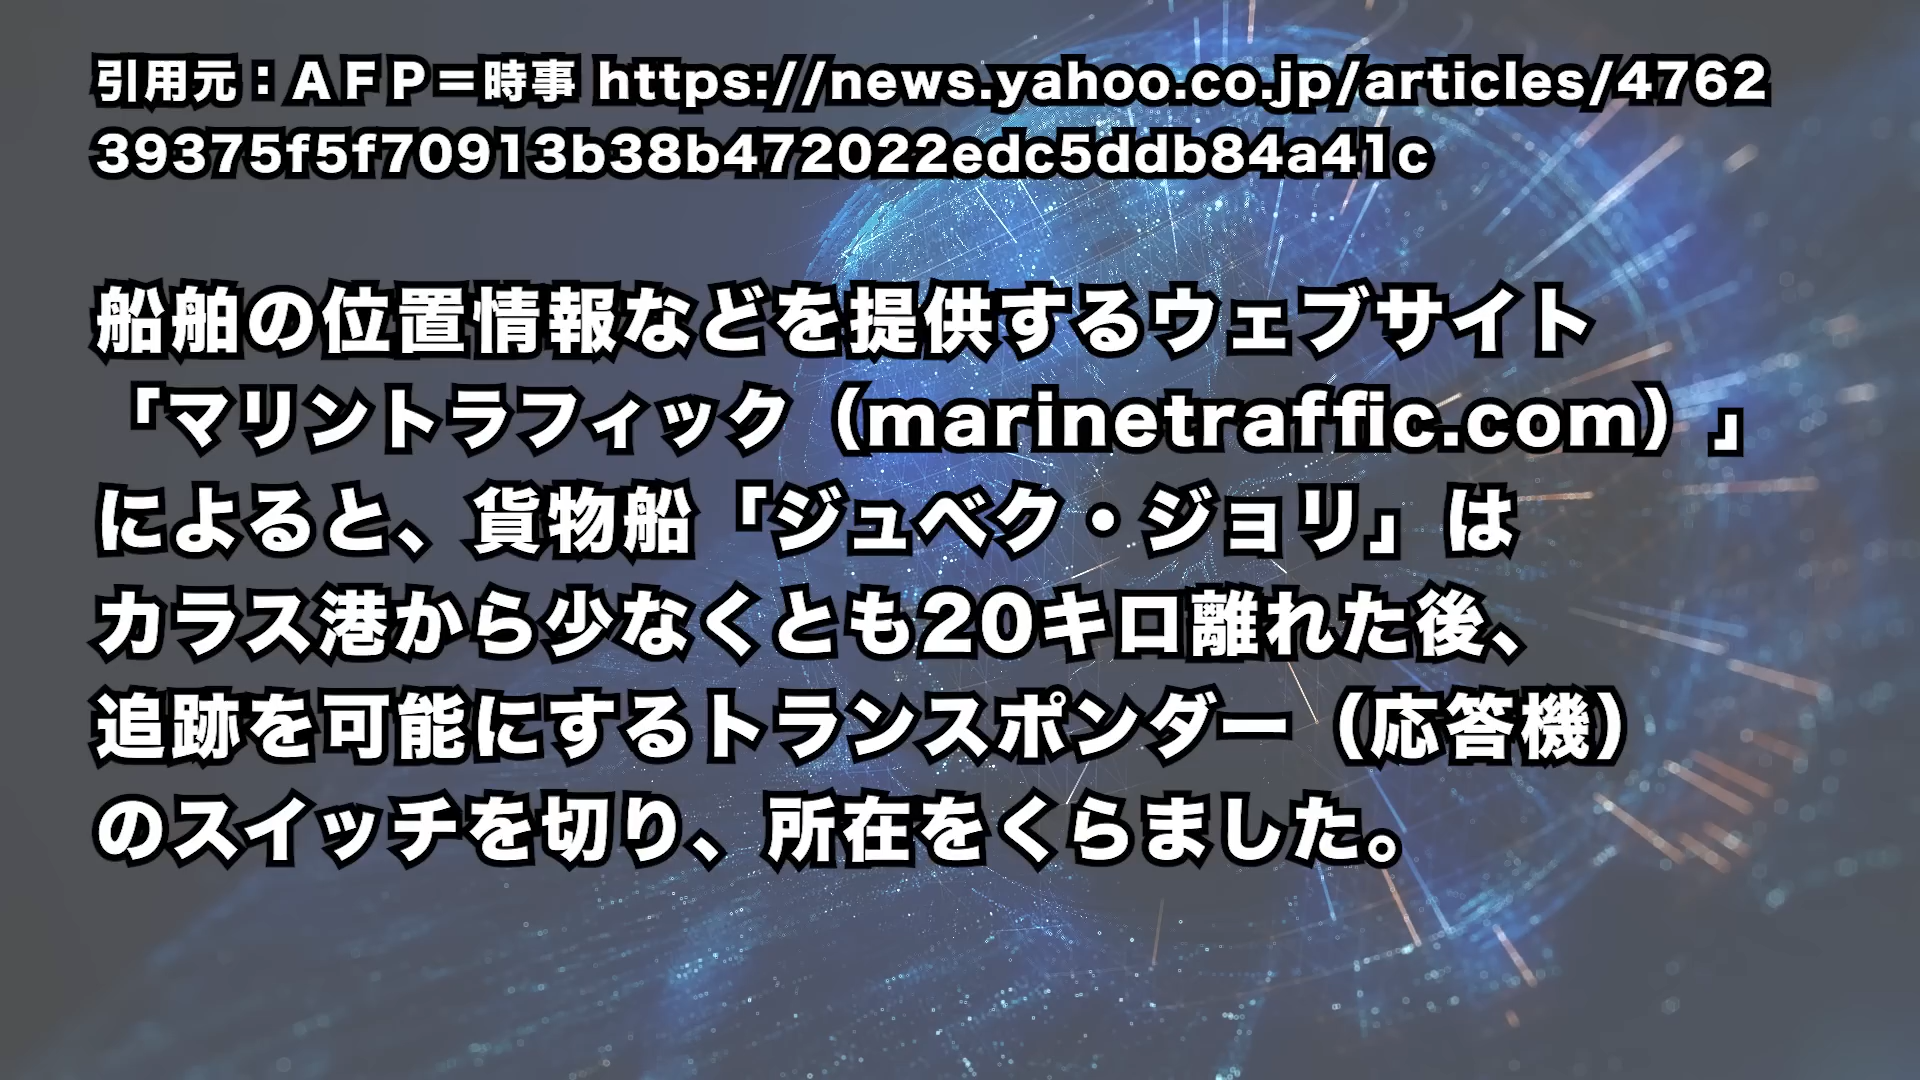 引用元：ＡＦＰ＝時事 https://news.yahoo.co.jp/articles/4762
39375f5f70913b38b472022edc5ddb84a41c
船舶の位置情報などを提供するウェブサイト
「マリントラフィック（marinetraffic.com）」
によると、貨物船「ジュベク・ジョリ」は
カラス港から少なくとも20キロ離れた後、
追跡を可能にするトランスポンダー（応答機）
のスイッチを切り、所在をくらました。